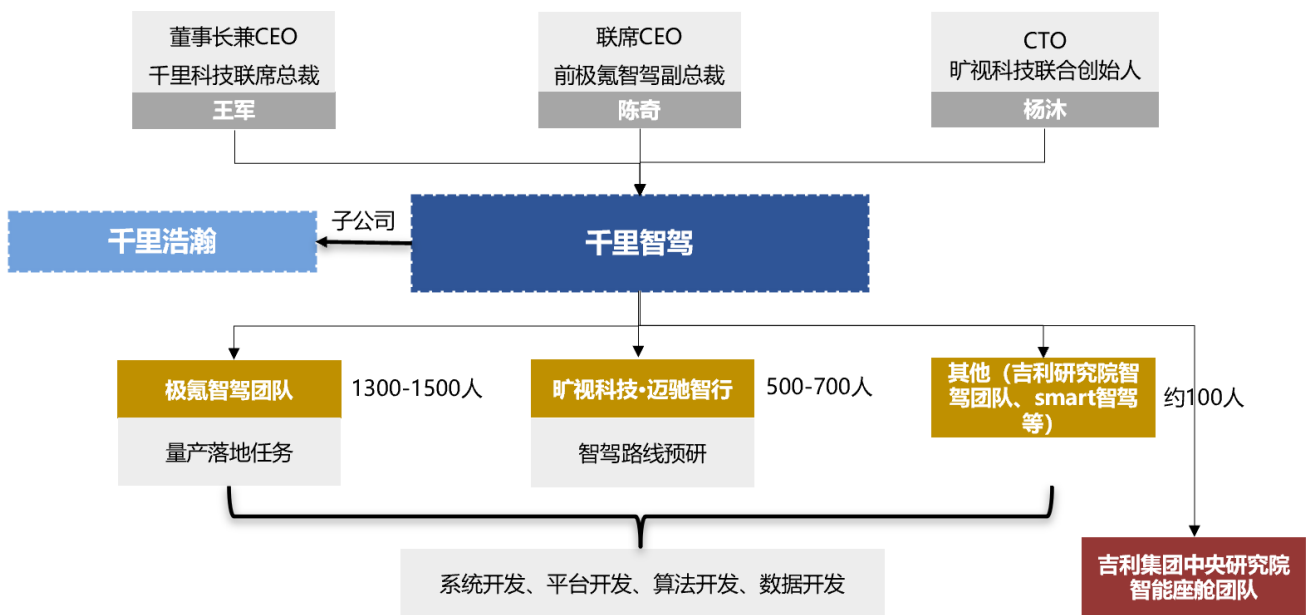 董事长兼CEO
千里科技联席总裁
王军
联席CEO
前极氪智驾副总裁
陈奇
CTO
旷视科技联合创始人
杨沐
千里浩瀚
子公司
千里智驾
极氪智驾团队
1300-1500人
量产落地任务
旷视科技·迈驰智行
500-700人
智驾路线预研
其他（吉利研究院智
驾团队、smart智驾
等）
约100人
系统开发、平台开发、算法开发、数据开发
吉利集团中央研究院
智能座舱团队